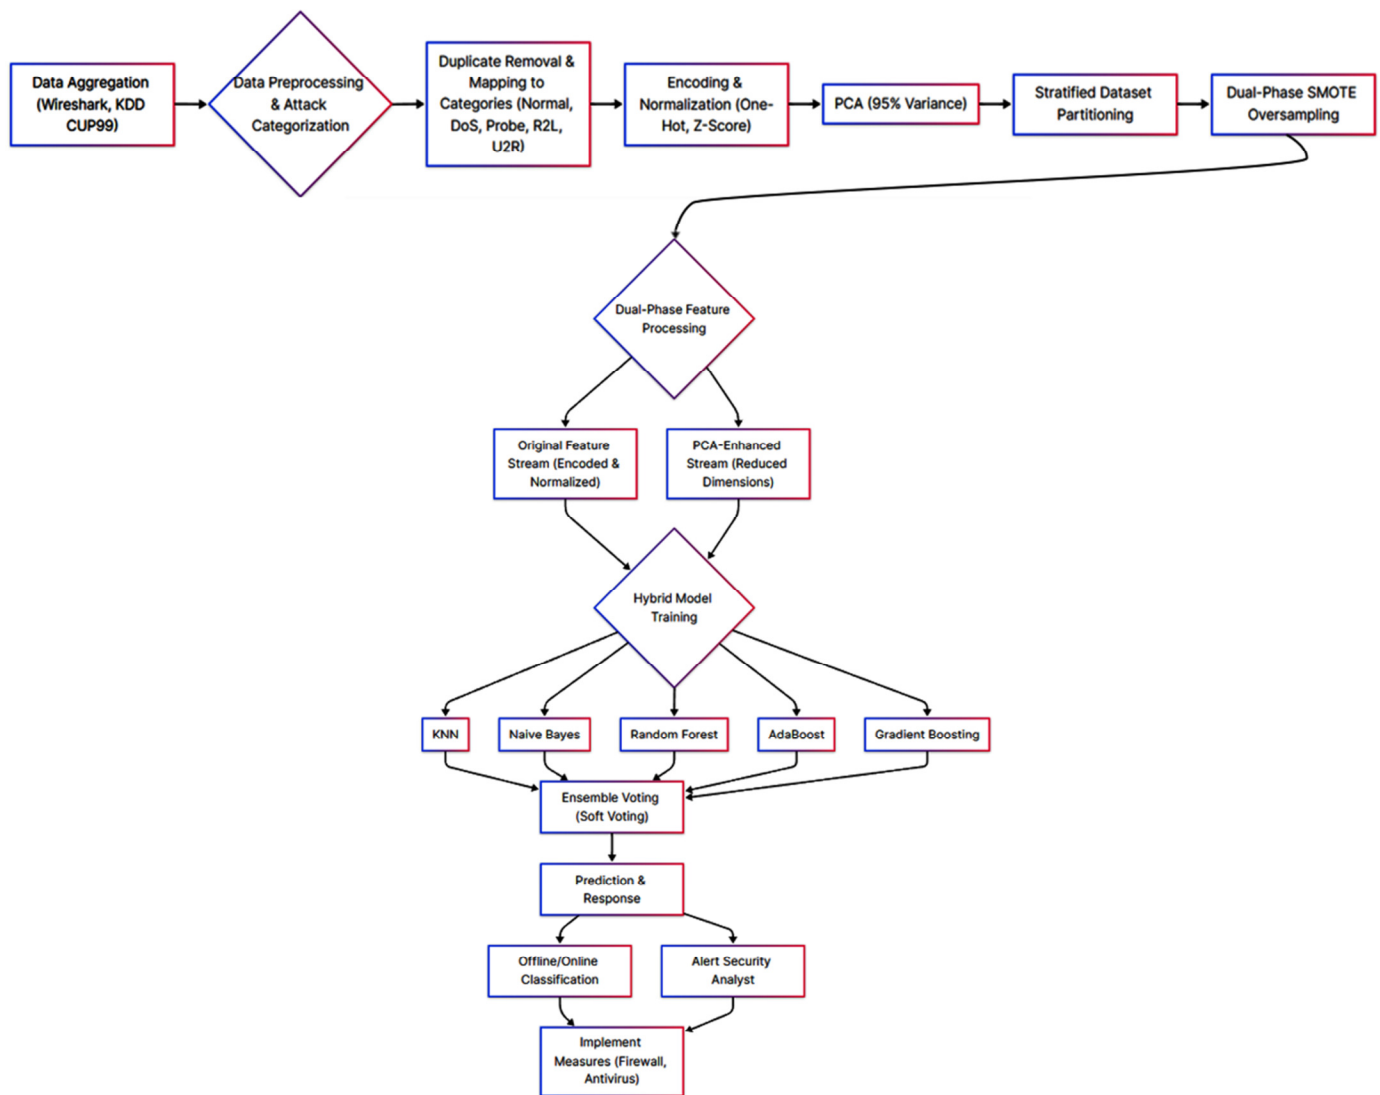 Data Aggregation
(Wireshark, KDD
CUP99)
Data Preprocessing
& Attack
Categorization
Duplicate Removal &
Mapping to
Categories (Normal,
DoS, Probe, R2L,
U2R)
Encoding &
Normalization (One-
Hot, Z-Score)
PCA (95% Variance)
Stratified Dataset
Partitioning
Dual-Phase SMOTE
Oversampling
Dual-Phase Feature
Processing
Original Feature
Stream (Encoded &
Normalized)
PCA-Enhanced
Stream (Reduced
Dimensions)
Hybrid Model
Training
KNN
Naive Bayes
Random Forest
AdaBoost
Gradient Boosting
Ensemble Voting
(Soft Voting)
Prediction &
Response
Offline/Online
Classification
Alert Security
Analyst
Implement
Measures (Firewall,
Antivirus)